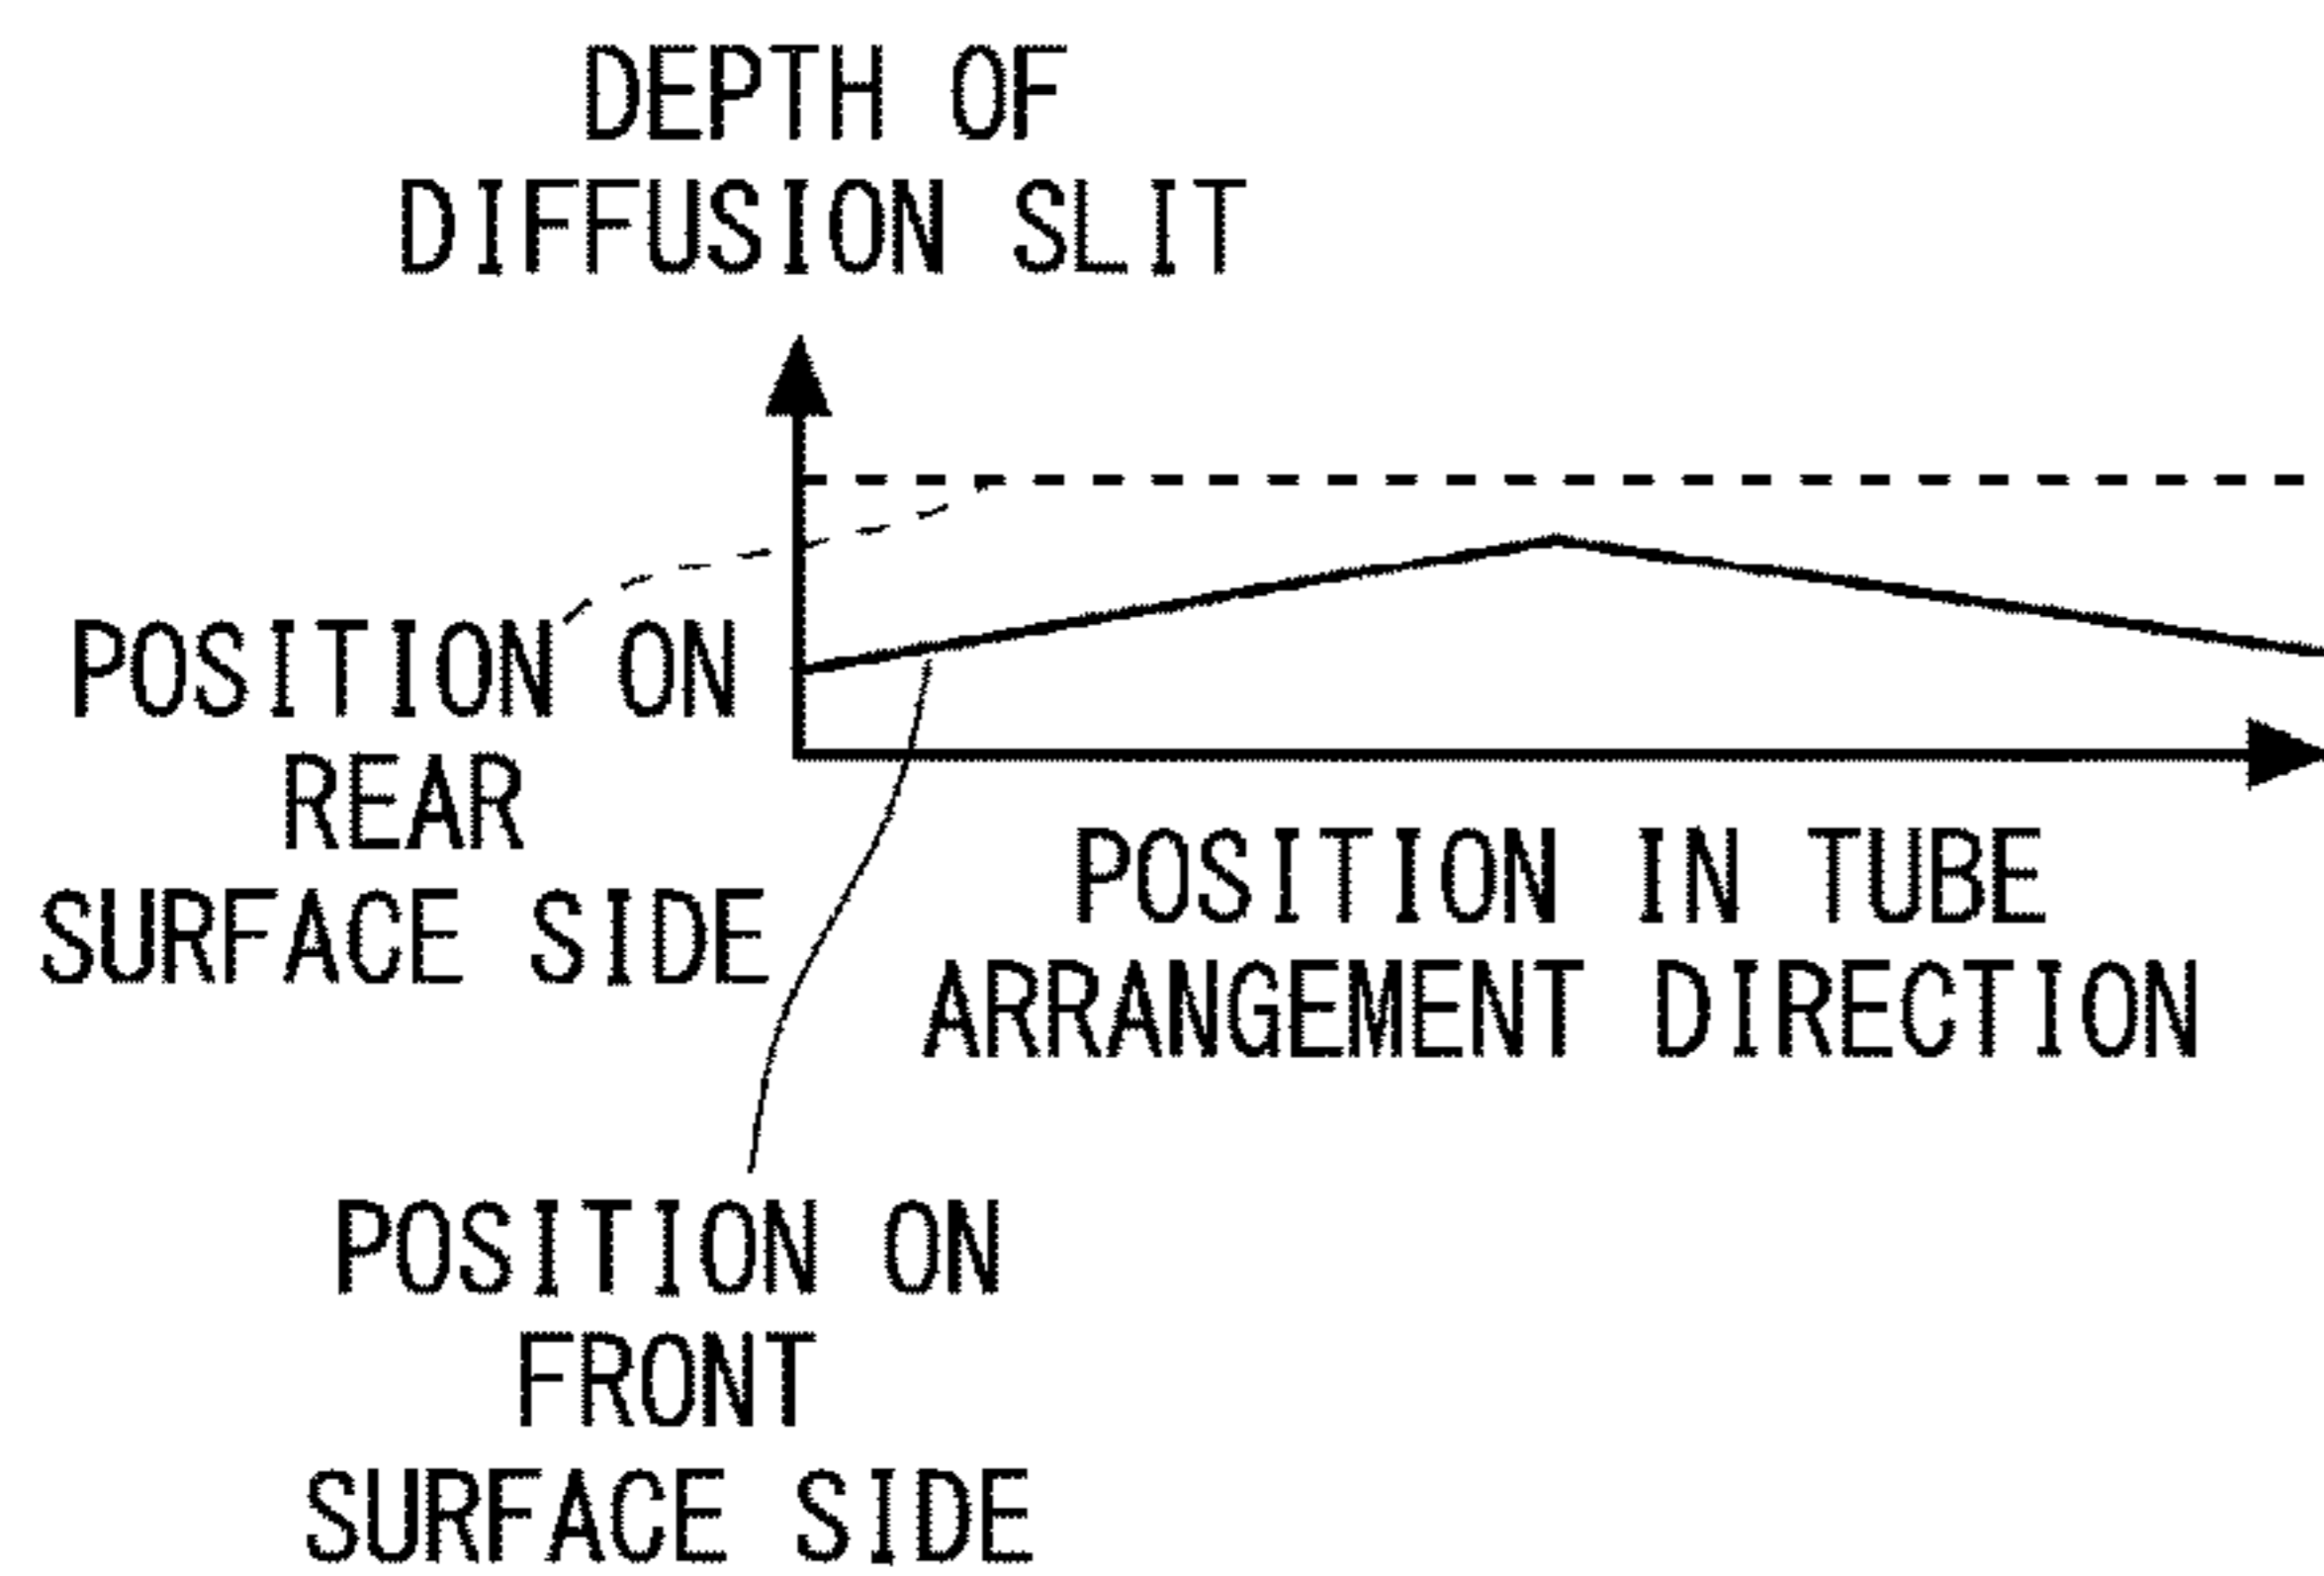 DEPTH OF
DIFFUSION SLIT
POSITION ON
REAR
SURFACE SIDE
POSITION IN TUBE
ARRANGEMENT DIRECTION
POSITION ON
FRONT
SURFACE SIDE